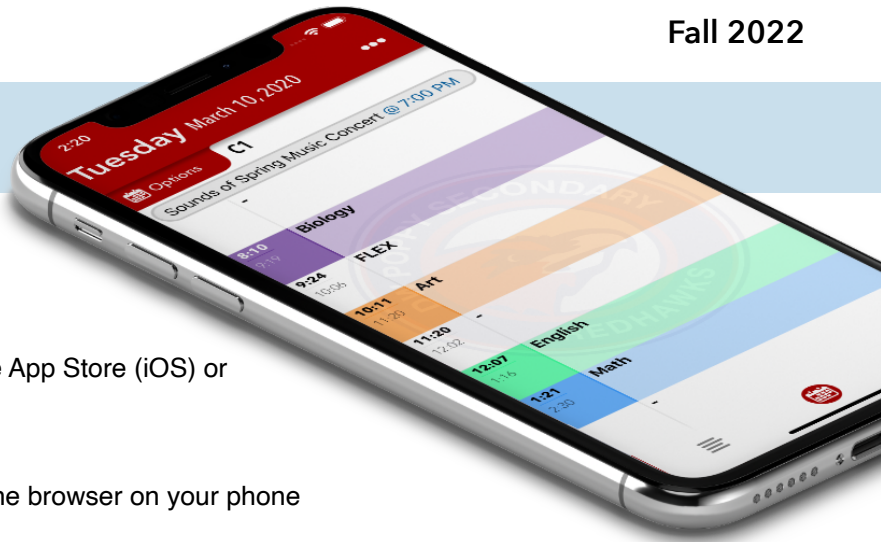 Fall 2022
2:20
Tuesday March 10, 2020
Options C1
Sounds of Spring Music Concert @ 7:00 PM
-
8:10 Biology
9:19
9:24 FLEX
10:06
10:11 Art
11:20
11:20 -
12:02
12:07 English
1:16
1:21 Math
2:30
-
SECONDARY
REDHAWKS
App Store (iOS) or
browser on your phone